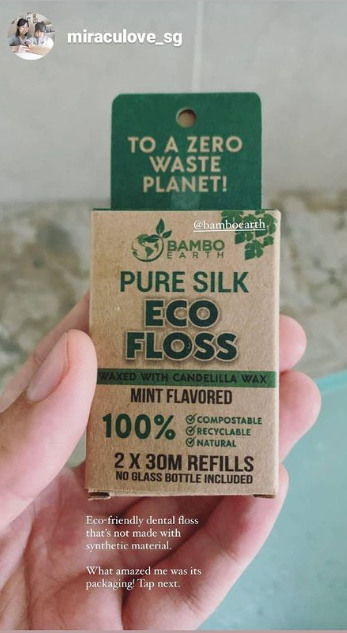 miraculove_sg
TO A ZERO
WASTE
PLANET!
@bamboearth
BAMBO
EARTH
PURE SILK
ECO
FLOSS
WAXED WITH CANDELILLA WAX
MINT FLAVORED
100%
COMPOSTABLE
RECYCLABLE
NATURAL
2 X 30M REFILLS
NO GLASS BOTTLE INCLUDED
Eco-friendly dental floss
that's not made with
synthetic material.
What amazed me was its
packaging! Tap next.